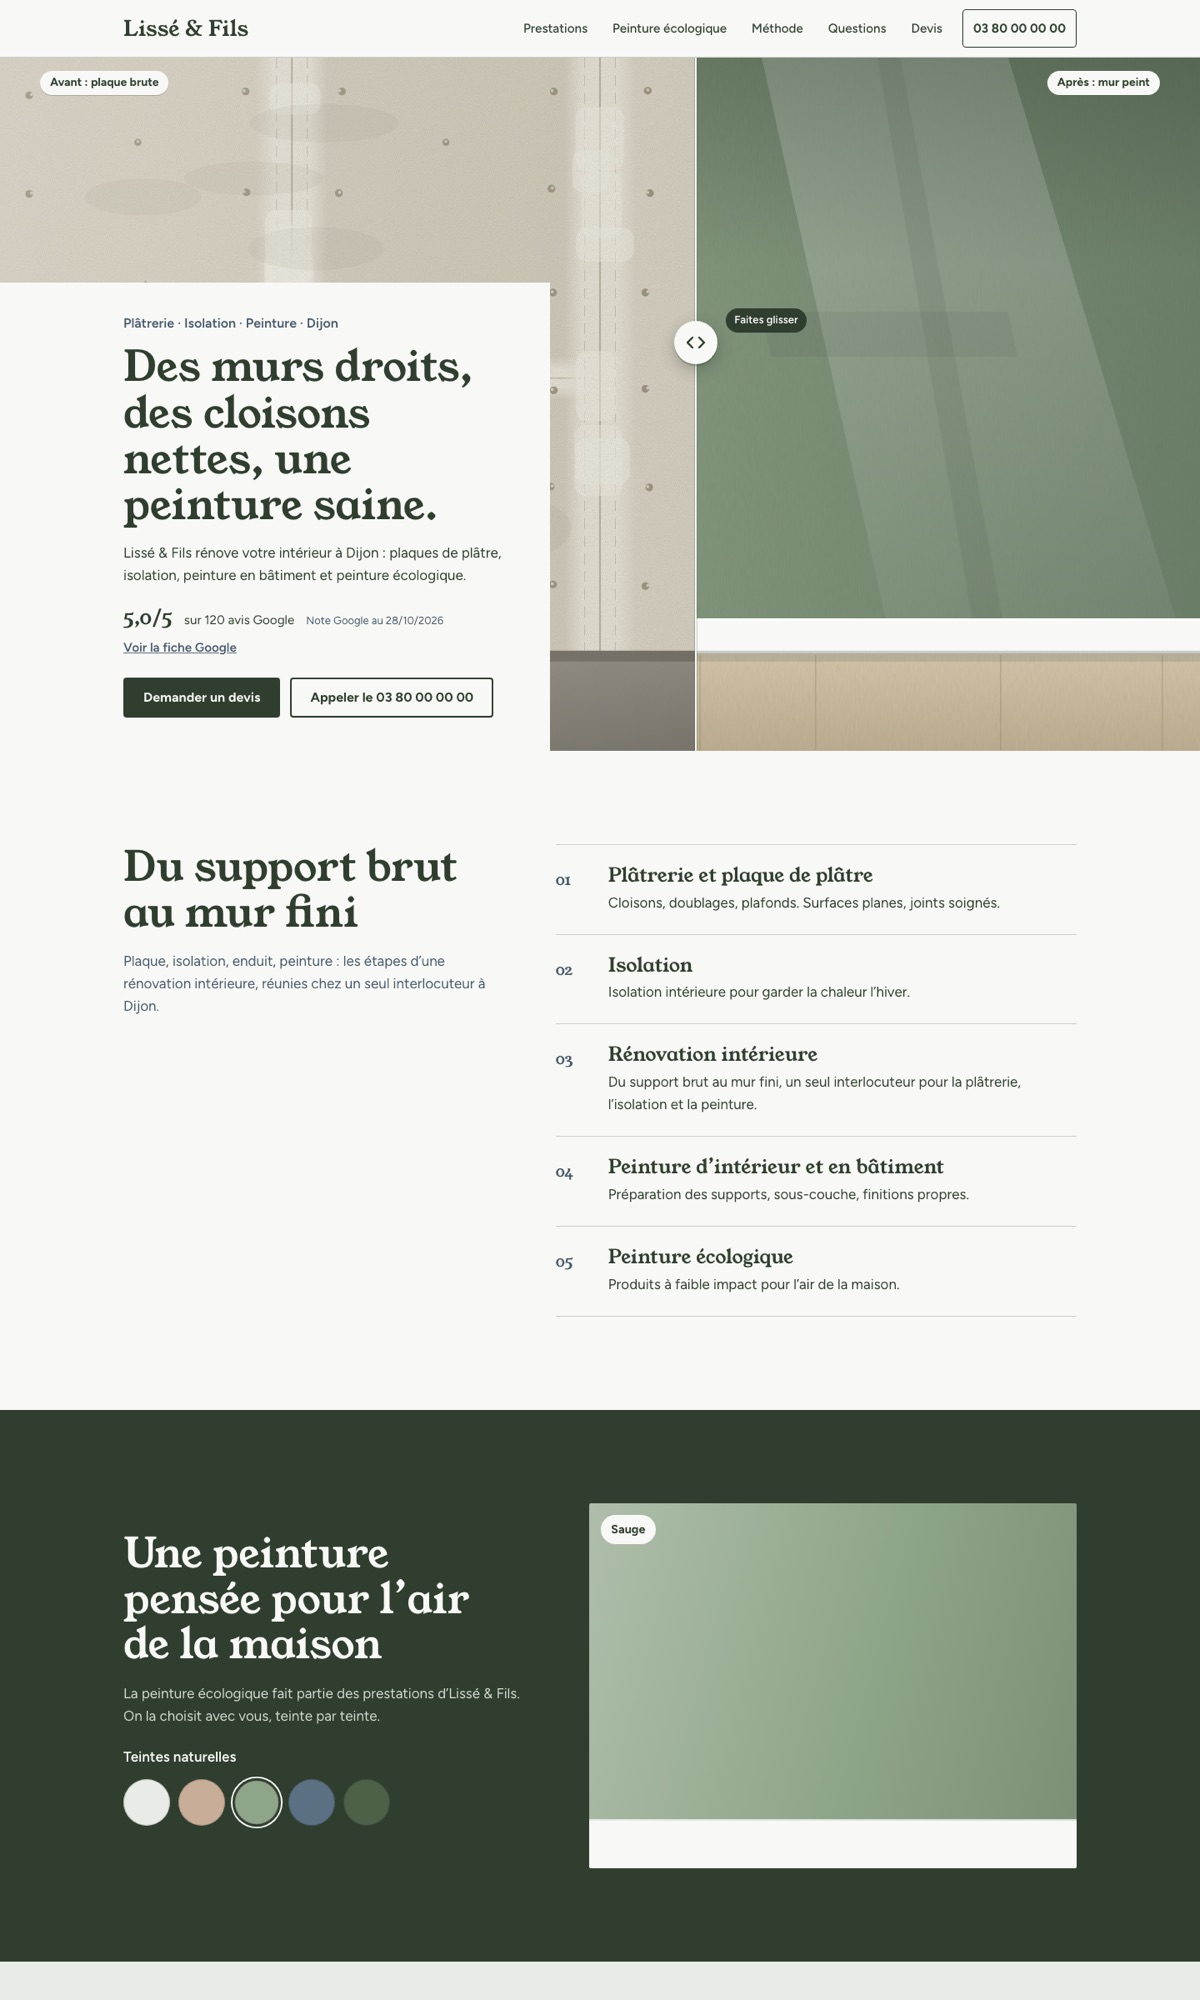 Lissé & Fils
Prestations
Peinture écologique
Méthode
Questions
Devis
03 80 00 00 00
Avant : plaque brute
Après : mur peint
Faites glisser
Plâtrerie · Isolation · Peinture · Dijon
Des murs droits,
des cloisons
nettes, une
peinture saine.
Lissé & Fils rénove votre intérieur à Dijon : plaques de plâtre,
isolation, peinture en bâtiment et peinture écologique.
5,0/5 sur 120 avis Google Note Google au 28/10/2026
Voir la fiche Google
Demander un devis
Appeler le 03 80 00 00 00
Du support brut
au mur fini
Plaque, isolation, enduit, peinture : les étapes d’une
rénovation intérieure, réunies chez un seul interlocuteur à
Dijon.
01 Plâtrerie et plaque de plâtre
Cloisons, doublages, plafonds. Surfaces planes, joints soignés.
02 Isolation
Isolation intérieure pour garder la chaleur l’hiver.
03 Rénovation intérieure
Du support brut au mur fini, un seul interlocuteur pour la plâtrerie,
l’isolation et la peinture.
04 Peinture d’intérieur et en bâtiment
Préparation des supports, sous-couche, finitions propres.
05 Peinture écologique
Produits à faible impact pour l’air de la maison.
Une peinture
pensée pour l’air
de la maison
La peinture écologique fait partie des prestations d’Lissé & Fils.
On la choisit avec vous, teinte par teinte.
Teintes naturelles
Sauge